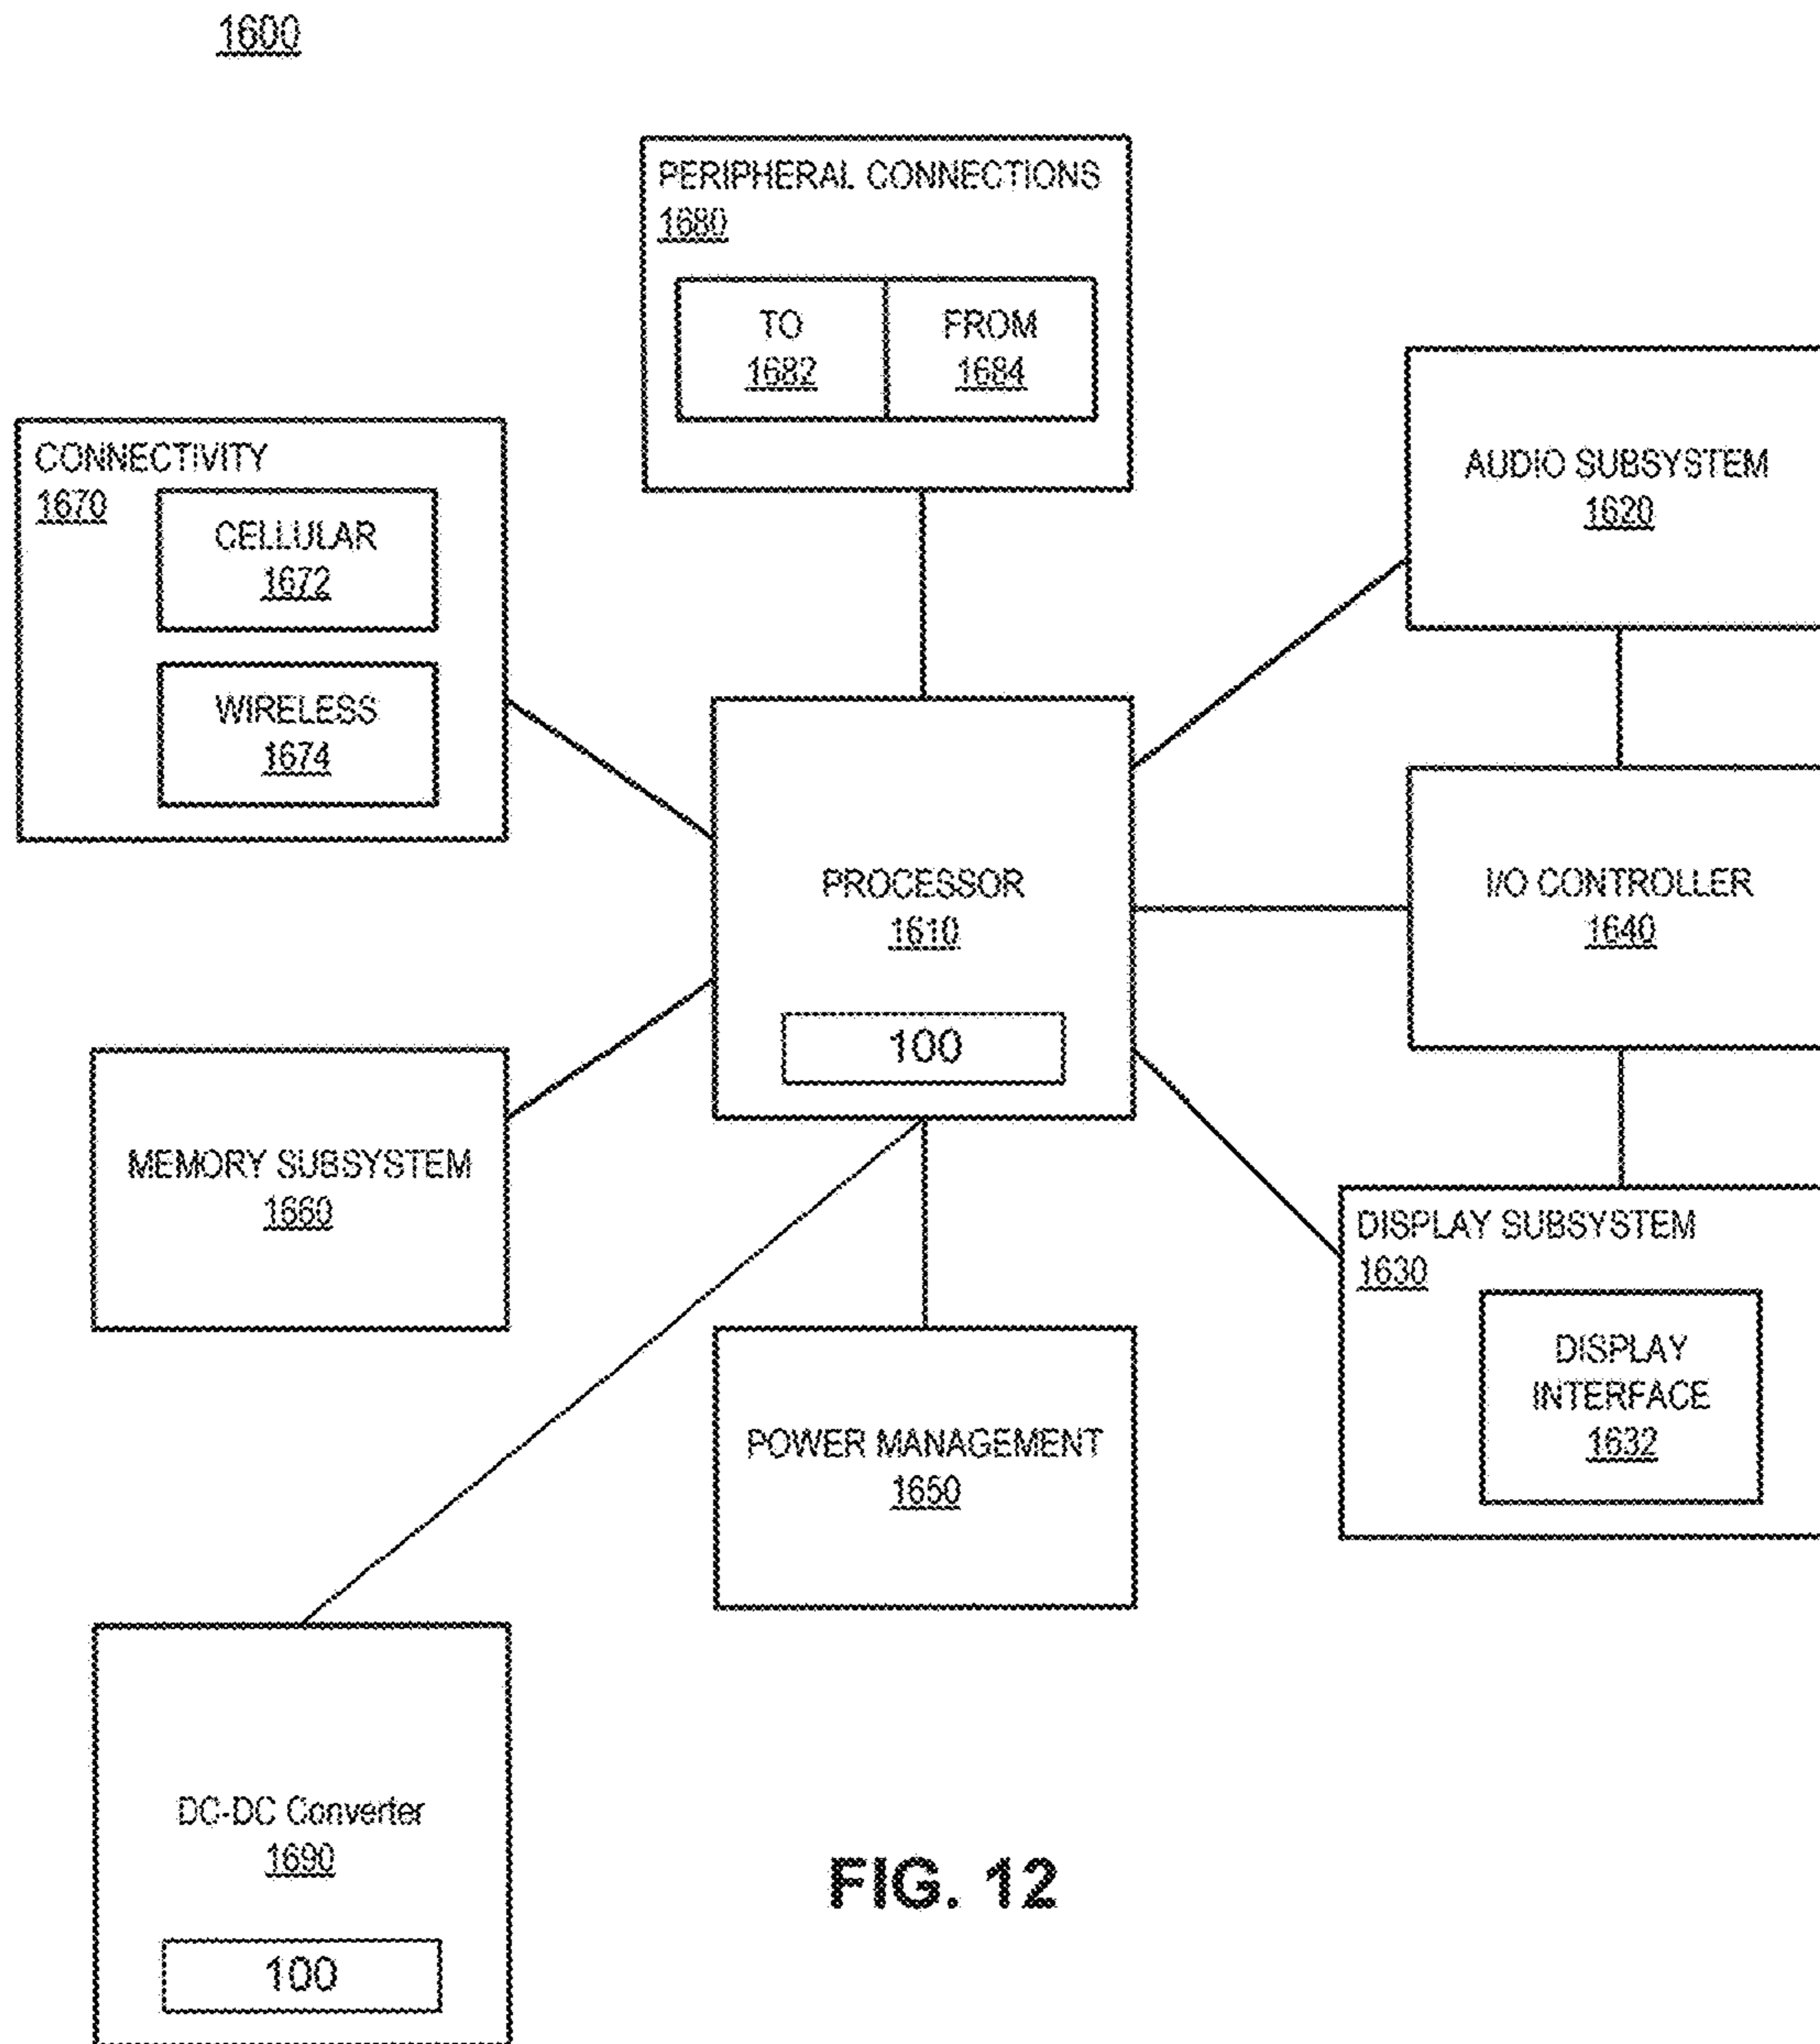 1600
PERIPHERAL CONNECTIONS
1680
TO
1682
FROM
1684
CONNECTIVITY
1670
CELLULAR
1672
WIRELESS
1674
AUDIO SUBSYSTEM
1620
PROCESSOR
1610
100
I/O CONTROLLER
1640
MEMORY SUBSYSTEM
1660
DISPLAY SUBSYSTEM
1630
DISPLAY
INTERFACE
1632
POWER MANAGEMENT
1650
DC-DC Converter
1690
100
FIG. 12